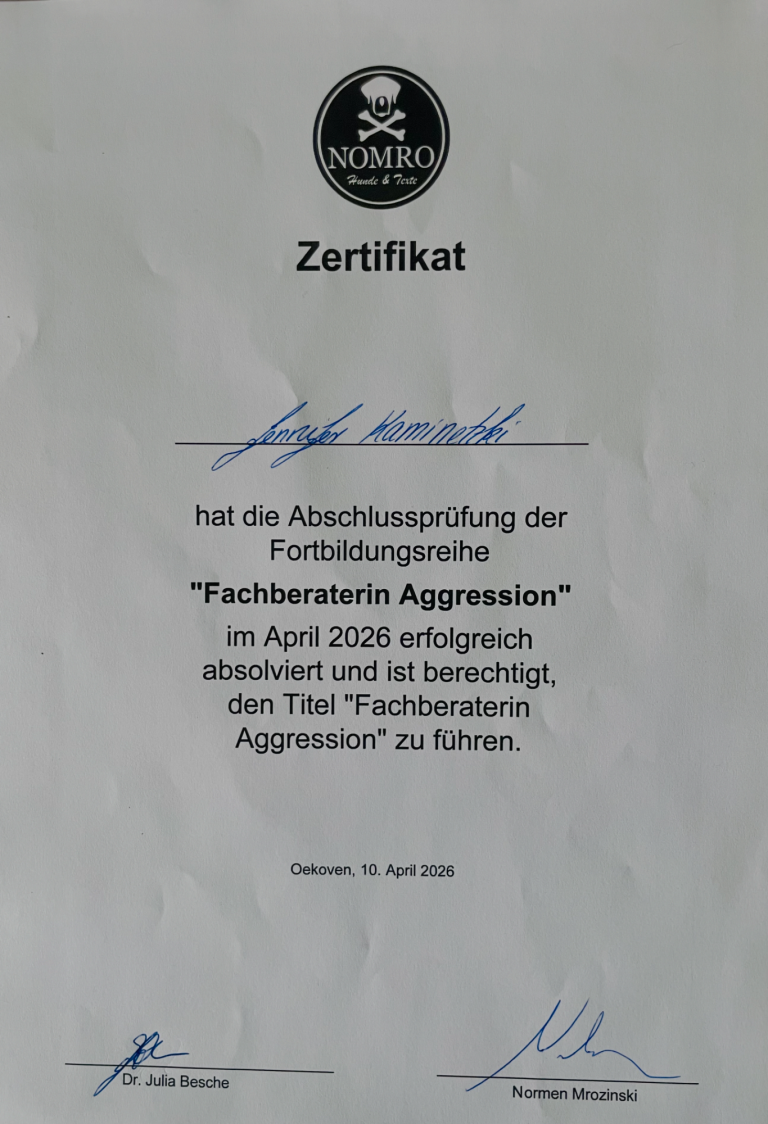 NOMRO
Hunde & Texte
Zertifikat
Jennifer Kaminetzki
hat die Abschlussprüfung der
Fortbildungsreihe
"Fachberaterin Aggression"
im April 2026 erfolgreich
absolviert und ist berechtigt,
den Titel "Fachberaterin
Aggression" zu führen.
Oekoven, 10. April 2026
Dr. Julia Besche
Normen Mrozinski